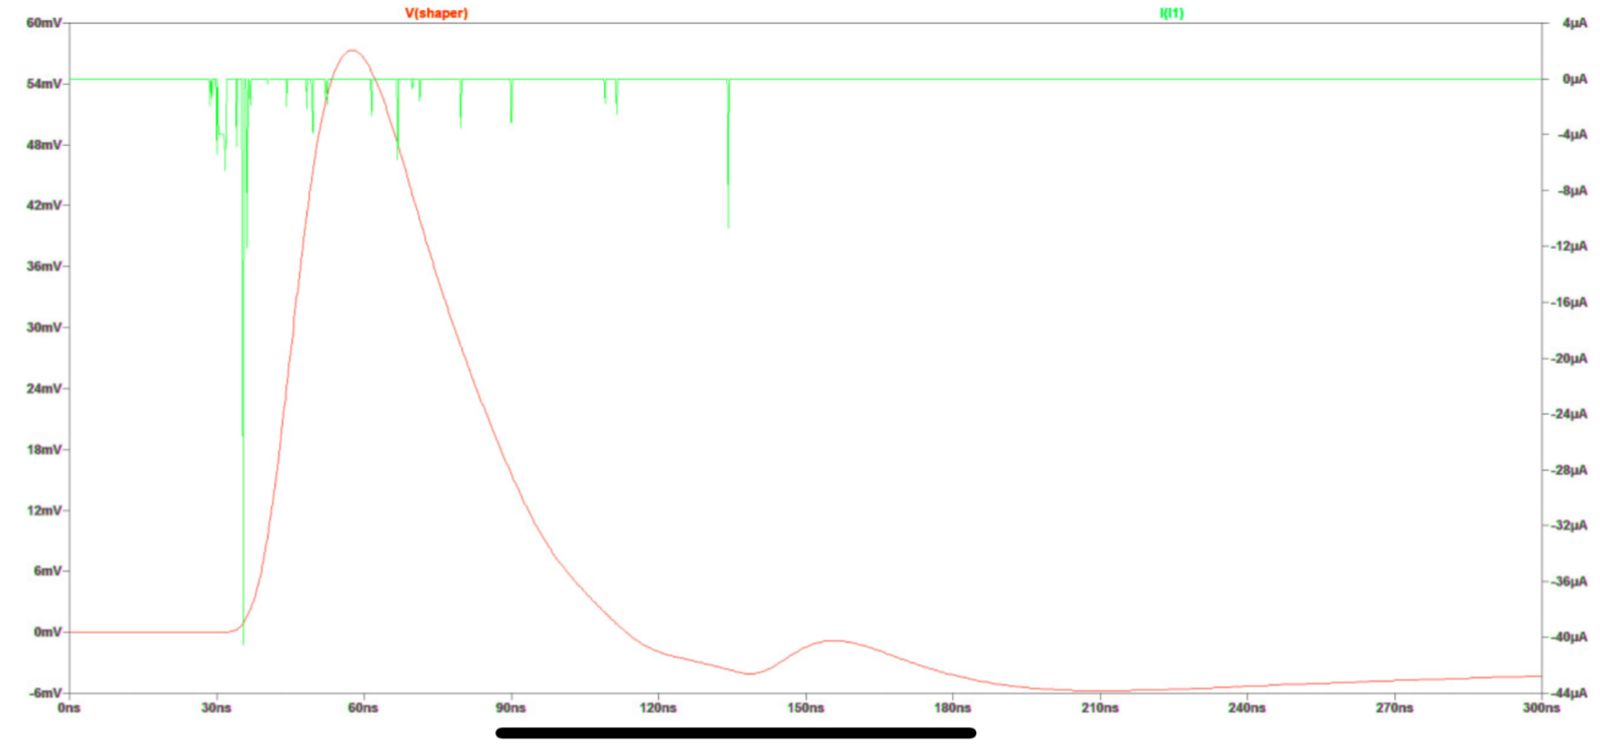 V(shaper) I(I1)
60mV 4µA
54mV 0µA
48mV -4µA
42mV -8µA
36mV -12µA
30mV -16µA
24mV -20µA
18mV -24µA
12mV -28µA
6mV -32µA
0mV -36µA
-6mV -40µA
-44µA
0ns 30ns 60ns 90ns 120ns 150ns 180ns 210ns 240ns 270ns 300ns